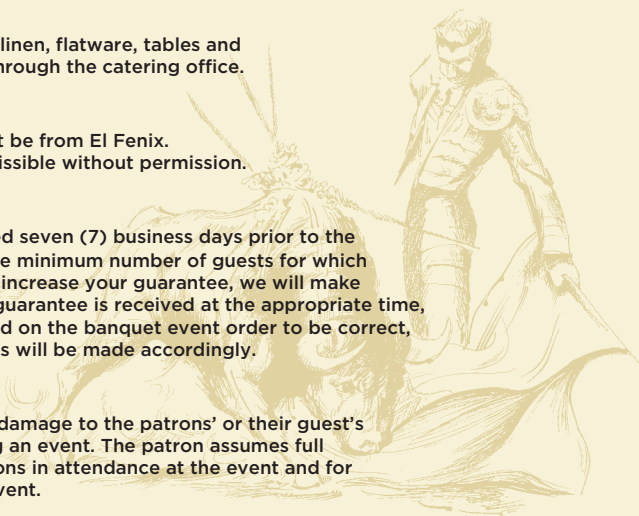 linen, flatware, tables and
hrough the catering office.
t be from El Fenix.
issible without permission.
ed seven (7) business days prior to the
e minimum number of guests for which
increase your guarantee, we will make
guarantee is received at the appropriate time,
d on the banquet event order to be correct,
s will be made accordingly.
damage to the patrons’ or their guest’s
g an event. The patron assumes full
ons in attendance at the event and for
vent.